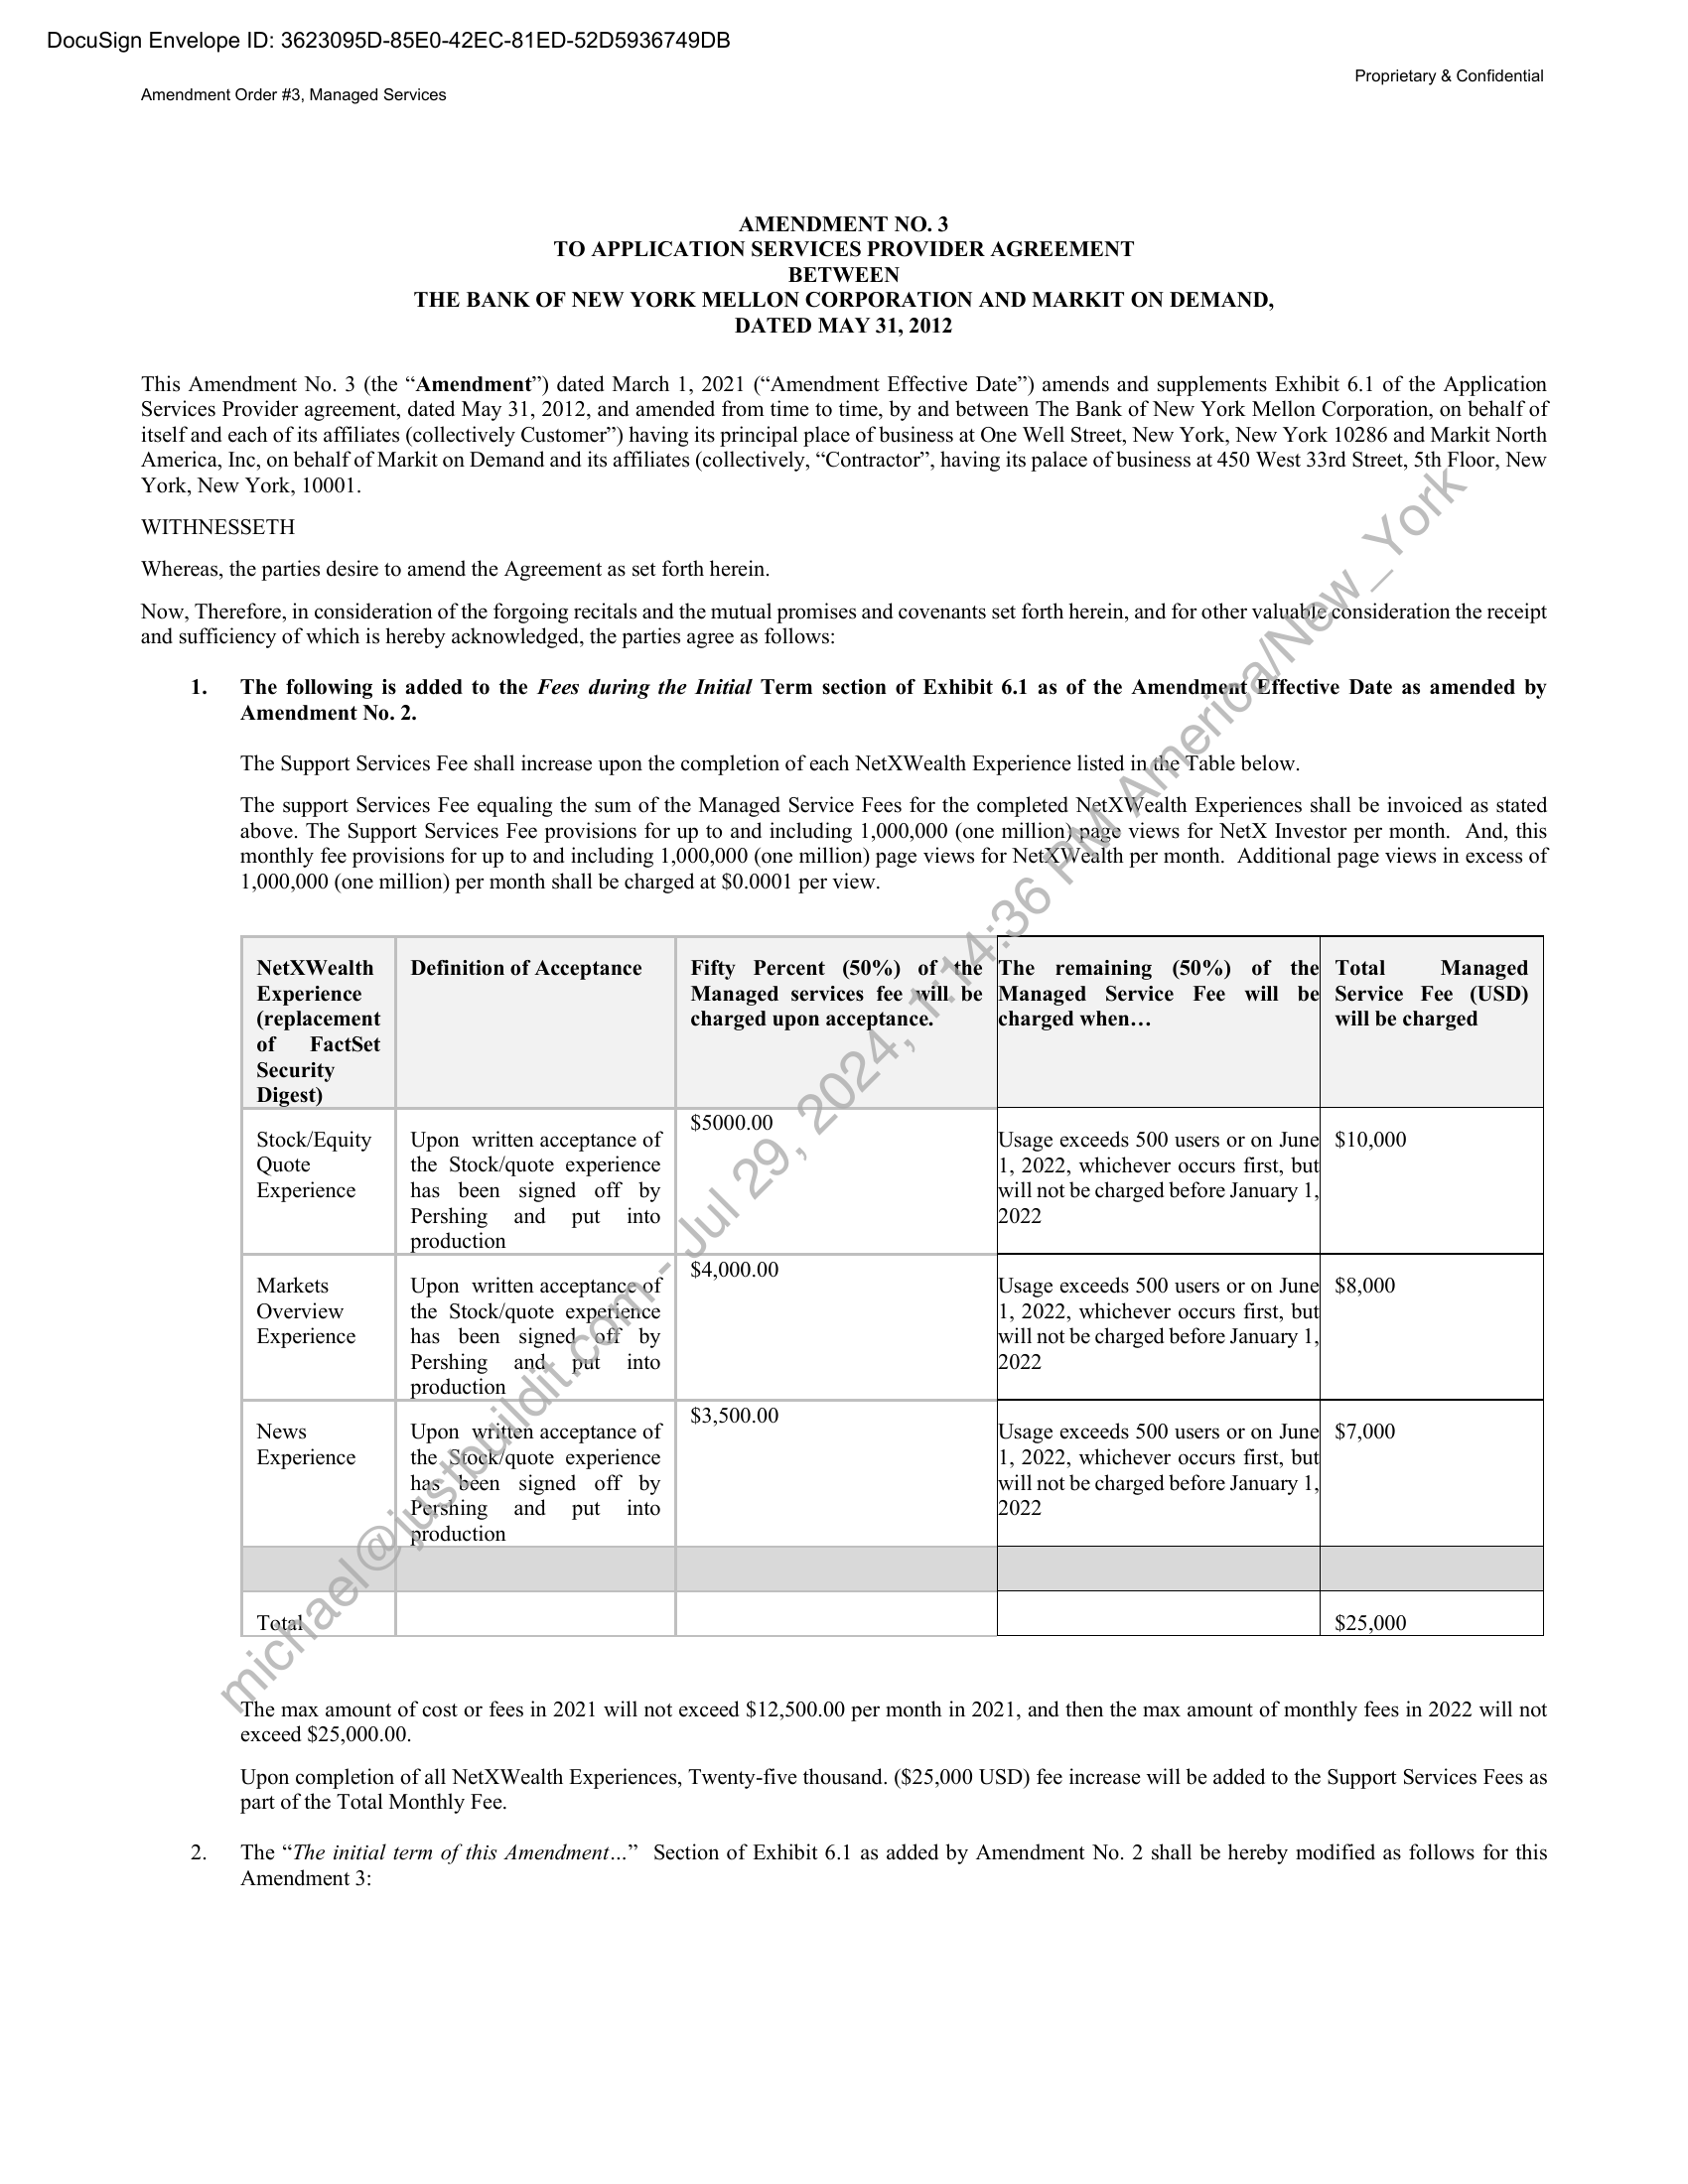 DocuSign Envelope ID: 3623095D-85E0-42EC-81ED-52D5936749DB
Proprietary & Confidential
Amendment Order #3, Managed Services
AMENDMENT NO. 3
TO APPLICATION SERVICES PROVIDER AGREEMENT
BETWEEN
THE BANK OF NEW YORK MELLON CORPORATION AND MARKIT ON DEMAND,
DATED MAY 31, 2012
This Amendment No. 3 (the “Amendment”) dated March 1, 2021 (“Amendment Effective Date”) amends and supplements Exhibit 6.1 of the Application
Services Provider agreement, dated May 31, 2012, and amended from time to time, by and between The Bank of New York Mellon Corporation, on behalf of
itself and each of its affiliates (collectively Customer”) having its principal place of business at One Well Street, New York, New York 10286 and Markit North
America, Inc, on behalf of Markit on Demand and its affiliates (collectively, “Contractor”, having its palace of business at 450 West 33rd Street, 5th Floor, New
York, New York, 10001.
WITHNESSETH
Whereas, the parties desire to amend the Agreement as set forth herein.
Now, Therefore, in consideration of the forgoing recitals and the mutual promises and covenants set forth herein, and for other valuable consideration the receipt
and sufficiency of which is hereby acknowledged, the parties agree as follows:
1. The following is added to the Fees during the Initial Term section of Exhibit 6.1 as of the Amendment Effective Date as amended by
Amendment No. 2.
The Support Services Fee shall increase upon the completion of each NetXWealth Experience listed in the Table below.
The support Services Fee equaling the sum of the Managed Service Fees for the completed NetXWealth Experiences shall be invoiced as stated
above. The Support Services Fee provisions for up to and including 1,000,000 (one million) page views for NetX Investor per month. And, this
monthly fee provisions for up to and including 1,000,000 (one million) page views for NetXWealth per month. Additional page views in excess of
1,000,000 (one million) per month shall be charged at $0.0001 per view.
NetXWealth
Experience
(replacement
of FactSet
Security
Digest)
Definition of Acceptance
Fifty Percent (50%) of the
Managed services fee will be
charged upon acceptance.
The remaining (50%) of the
Managed Service Fee will be
charged when…
Total Managed
Service Fee (USD)
will be charged
Stock/Equity
Quote
Experience
Upon written acceptance of
the Stock/quote experience
has been signed off by
Pershing and put into
production
$5000.00
Usage exceeds 500 users or on June
1, 2022, whichever occurs first, but
will not be charged before January 1,
2022
$10,000
Markets
Overview
Experience
Upon written acceptance of
the Stock/quote experience
has been signed off by
Pershing and put into
production
$4,000.00
Usage exceeds 500 users or on June
1, 2022, whichever occurs first, but
will not be charged before January 1,
2022
$8,000
News
Experience
Upon written acceptance of
the Stock/quote experience
has been signed off by
Pershing and put into
production
$3,500.00
Usage exceeds 500 users or on June
1, 2022, whichever occurs first, but
will not be charged before January 1,
2022
$7,000
Total
$25,000
The max amount of cost or fees in 2021 will not exceed $12,500.00 per month in 2021, and then the max amount of monthly fees in 2022 will not
exceed $25,000.00.
Upon completion of all NetXWealth Experiences, Twenty-five thousand. ($25,000 USD) fee increase will be added to the Support Services Fees as
part of the Total Monthly Fee.
2. The “The initial term of this Amendment…” Section of Exhibit 6.1 as added by Amendment No. 2 shall be hereby modified as follows for this
Amendment 3:
michael@justbuildit.com - Jul 29, 2024, 1:14:36 PM America/New_York